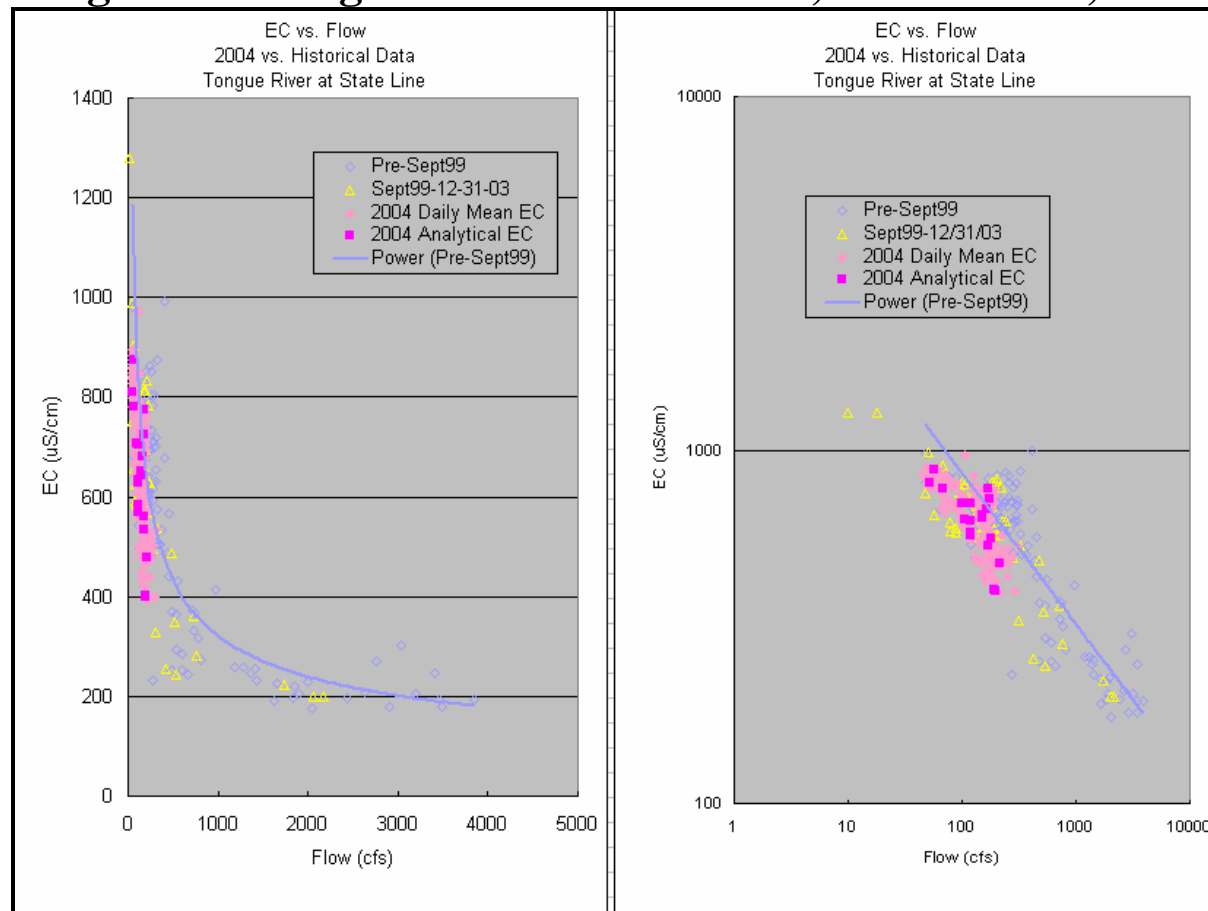 EC vs. Flow
2004 vs. Historical Data
Tongue River at State Line
1400
1200
1000
800
600
400
200
0
EC (uS/cm)
Pre-Sept99
Sept99-12-31-03
2004 Daily Mean EC
2004 Analytical EC
Power (Pre-Sept99)
0 1000 2000 3000 4000 5000
Flow (cfs)
EC vs. Flow
2004 vs. Historical Data
Tongue River at State Line
10000
1000
100
EC (uS/cm)
Pre-Sept99
Sept99-12/31/03
2004 Daily Mean EC
2004 Analytical EC
Power (Pre-Sept99)
1 10 100 1000 10000
Flow (cfs)